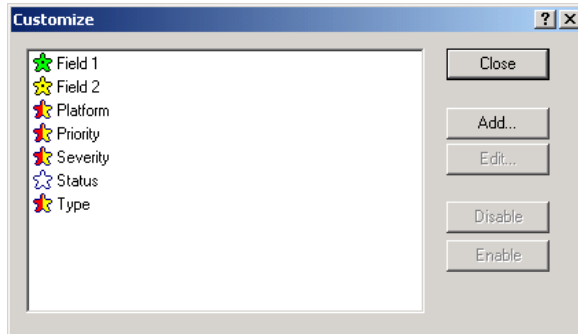 Customize
Field 1
Field 2
Platform
Priority
Severity
Status
Type
Close
Add...
Edit...
Disable
Enable